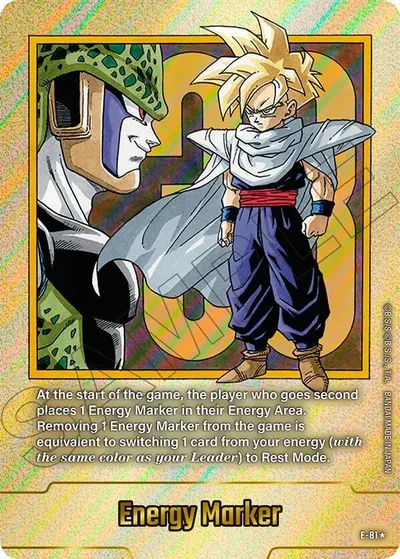 33
At the start of the game, the player who goes second
places 1 Energy Marker in their Energy Area.
Removing 1 Energy Marker from the game is
equivalent to switching 1 card from your energy (with
the same color as your Leader) to Rest Mode.
Energy Marker
E-81★
SAMPLE
BANDAI MADE IN JAPAN